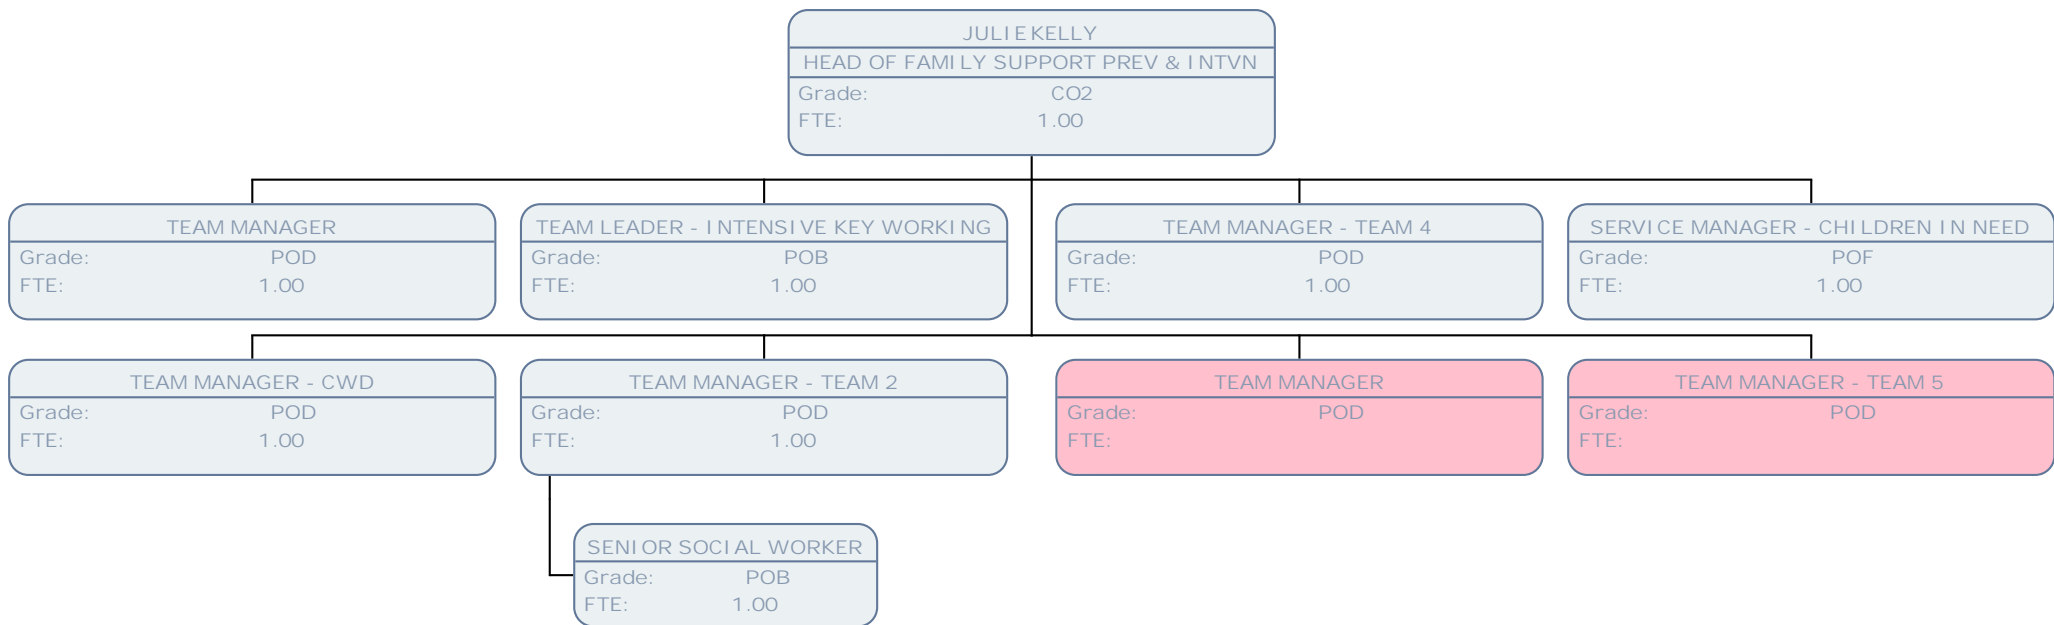 JULIE KELLY
HEAD OF FAMILY SUPPORT PREV & INTVN
Grade: CO2
FTE: 1.00
TEAM MANAGER
Grade: POD
FTE: 1.00
TEAM LEADER - INTENSIVE KEY WORKING
Grade: POB
FTE: 1.00
TEAM MANAGER - TEAM 4
Grade: POD
FTE: 1.00
SERVICE MANAGER - CHILDREN IN NEED
Grade: POF
FTE: 1.00
TEAM MANAGER - CWD
Grade: POD
FTE: 1.00
TEAM MANAGER - TEAM 2
Grade: POD
FTE: 1.00
TEAM MANAGER
Grade: POD
FTE:
TEAM MANAGER - TEAM 5
Grade: POD
FTE:
SENIOR SOCIAL WORKER
Grade: POB
FTE: 1.00